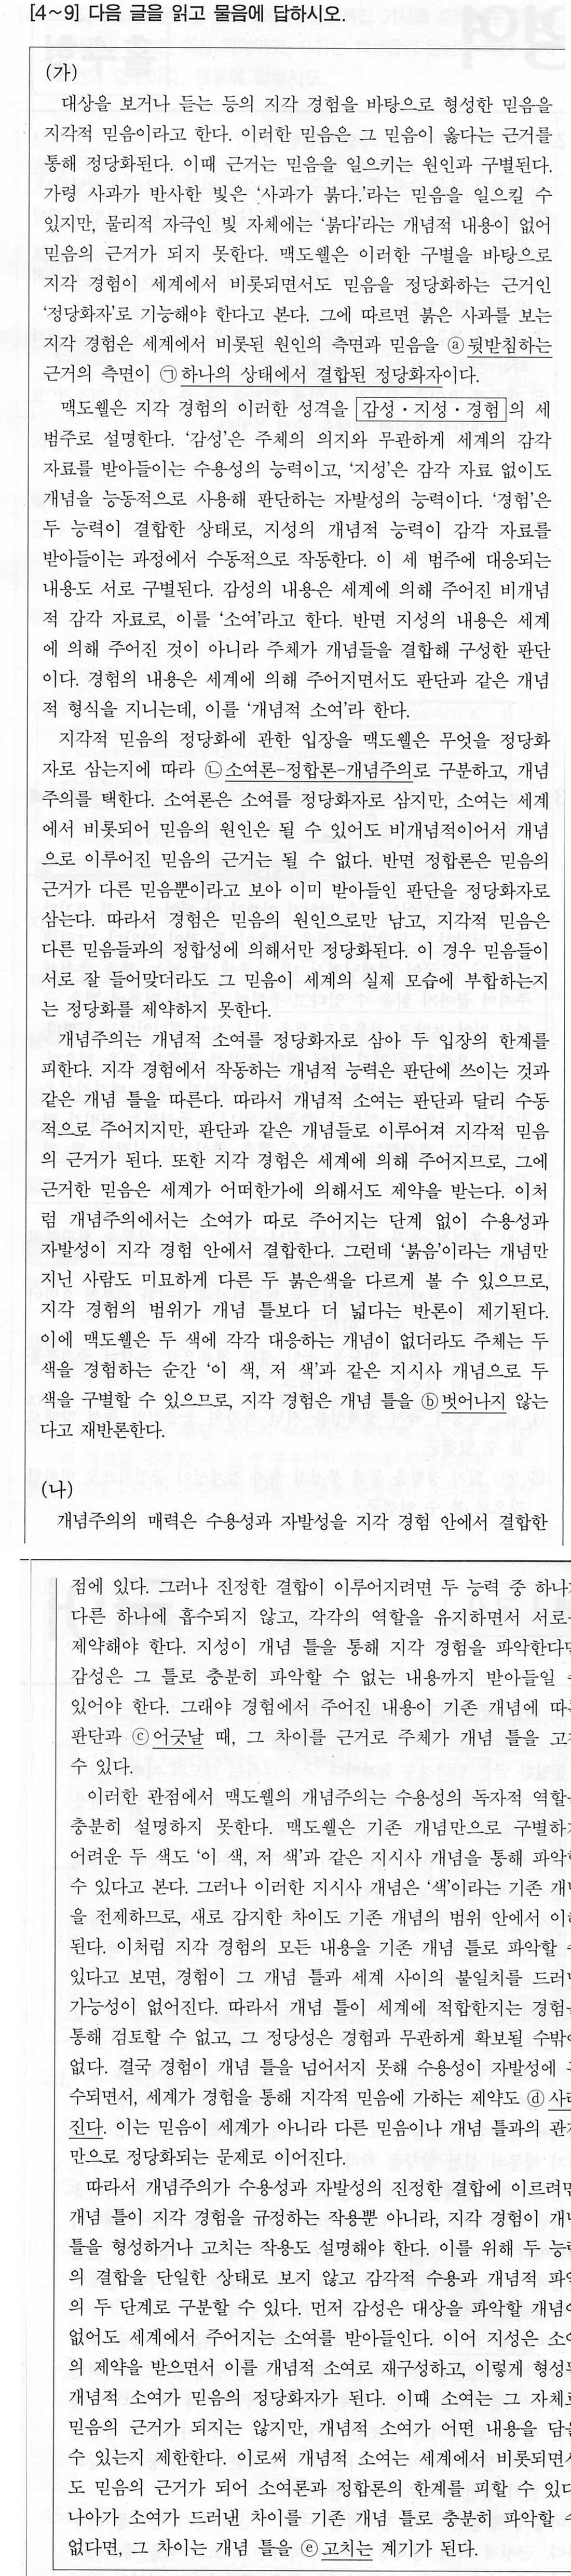 [4~9] 다음 글을 읽고 물음에 답하시오.
(가)
대상을 보거나 듣는 등의 지각 경험을 바탕으로 형성한 믿음을
지각적 믿음이라고 한다. 이러한 믿음은 그 믿음이 옳다는 근거를
통해 정당화된다. 이때 근거는 믿음을 일으키는 원인과 구별된다.
가령 사과가 반사한 빛은 ‘사과가 붉다.’라는 믿음을 일으킬 수
있지만, 물리적 자극인 빛 자체에는 ‘붉다’라는 개념적 내용이 없어
믿음의 근거가 되지 못한다. 맥도웰은 이러한 구별을 바탕으로
지각 경험이 세계에서 비롯되면서도 믿음을 정당화하는 근거인
‘정당화자’로 기능해야 한다고 본다. 그에 따르면 붉은 사과를 보는
지각 경험은 세계에서 비롯된 원인의 측면과 믿음을 ⓐ뒷받침하는
근거의 측면이 ㉠하나의 상태에서 결합된 정당화자이다.
맥도웰은 지각 경험의 이러한 성격을 감성·지성·경험의 세
범주로 설명한다. ‘감성’은 주체의 의지와 무관하게 세계의 감각
자료를 받아들이는 수용성의 능력이고, ‘지성’은 감각 자료 없이도
개념을 능동적으로 사용해 판단하는 자발성의 능력이다. ‘경험’은
두 능력이 결합한 상태로, 지성의 개념적 능력이 감각 자료를
받아들이는 과정에서 수동적으로 작동한다. 이 세 범주에 대응되는
내용도 서로 구별된다. 감성의 내용은 세계에 의해 주어진 비개념
적 감각 자료로, 이를 ‘소여’라고 한다. 반면 지성의 내용은 세계
에 의해 주어진 것이 아니라 주체가 개념들을 결합해 구성한 판단
이다. 경험의 내용은 세계에 의해 주어지면서도 판단과 같은 개념
적 형식을 지니는데, 이를 ‘개념적 소여’라 한다.
지각적 믿음의 정당화에 관한 입장을 맥도웰은 무엇을 정당화
자로 삼는지에 따라 ㉡소여론-정합론-개념주의로 구분하고, 개념
주의를 택한다. 소여론은 소여를 정당화자로 삼지만, 소여는 세계
에서 비롯되어 믿음의 원인은 될 수 있어도 비개념적이어서 개념
으로 이루어진 믿음의 근거는 될 수 없다. 반면 정합론은 믿음의
근거가 다른 믿음뿐이라고 보아 이미 받아들인 판단을 정당화자로
삼는다. 따라서 경험은 믿음의 원인으로만 남고, 지각적 믿음은
다른 믿음들과의 정합성에 의해서만 정당화된다. 이 경우 믿음들이
서로 잘 들어맞더라도 그 믿음이 세계의 실제 모습에 부합하는지
는 정당화를 제약하지 못한다.
개념주의는 개념적 소여를 정당화자로 삼아 두 입장의 한계를
피한다. 지각 경험에서 작동하는 개념적 능력은 판단에 쓰이는 것과
같은 개념 틀을 따른다. 따라서 개념적 소여는 판단과 달리 수동
적으로 주어지지만, 판단과 같은 개념들로 이루어져 지각적 믿음
의 근거가 된다. 또한 지각 경험은 세계에 의해 주어지므로, 그에
근거한 믿음은 세계가 어떠한가에 의해서도 제약을 받는다. 이처
럼 개념주의에서는 소여가 따로 주어지는 단계 없이 수용성과
자발성이 지각 경험 안에서 결합한다. 그런데 ‘붉음’이라는 개념만
지닌 사람도 미묘하게 다른 두 붉은색을 다르게 볼 수 있으므로,
지각 경험의 범위가 개념 틀보다 더 넓다는 반론이 제기된다.
이에 맥도웰은 두 색에 각각 대응하는 개념이 없더라도 주체는 두
색을 경험하는 순간 ‘이 색, 저 색’과 같은 지시사 개념으로 두
색을 구별할 수 있으므로, 지각 경험은 개념 틀을 ⓑ벗어나지 않는
다고 재반론한다.
(나)
개념주의의 매력은 수용성과 자발성을 지각 경험 안에서 결합한
점에 있다. 그러나 진정한 결합이 이루어지려면 두 능력 중 하나
다른 하나에 흡수되지 않고, 각각의 역할을 유지하면서 서로
제약해야 한다. 지성이 개념 틀을 통해 지각 경험을 파악한다면
감성은 그 틀로 충분히 파악할 수 없는 내용까지 받아들일
있어야 한다. 그래야 경험에서 주어진 내용이 기존 개념에 따
판단과 ⓒ어긋날 때, 그 차이를 근거로 주체가 개념 틀을 고
수 있다.
이러한 관점에서 맥도웰의 개념주의는 수용성의 독자적 역할
충분히 설명하지 못한다. 맥도웰은 기존 개념만으로 구별하
어려운 두 색도 ‘이 색, 저 색’과 같은 지시사 개념을 통해 파악
수 있다고 본다. 그러나 이러한 지시사 개념은 ‘색’이라는 기존 개
을 전제하므로, 새로 감지한 차이도 기존 개념의 범위 안에서 이
된다. 이처럼 지각 경험의 모든 내용을 기존 개념 틀로 파악할
있다고 보면, 경험이 그 개념 틀과 세계 사이의 불일치를 드러
가능성이 없어진다. 따라서 개념 틀이 세계에 적합한지는 경험
통해 검토할 수 없고, 그 정당성은 경험과 무관하게 확보될 수밖
없다. 결국 경험이 개념 틀을 넘어서지 못해 수용성이 자발성에
수되면서, 세계가 경험을 통해 지각적 믿음에 가하는 제약도 ⓓ사라
진다. 이는 믿음이 세계가 아니라 다른 믿음이나 개념 틀과의 관
만으로 정당화되는 문제로 이어진다.
따라서 개념주의가 수용성과 자발성의 진정한 결합에 이르려면
개념 틀이 지각 경험을 규정하는 작용뿐 아니라, 지각 경험이 개
틀을 형성하거나 고치는 작용도 설명해야 한다. 이를 위해 두 능
의 결합을 단일한 상태로 보지 않고 감각적 수용과 개념적 파
의 두 단계로 구분할 수 있다. 먼저 감성은 대상을 파악할 개념
없어도 세계에서 주어지는 소여를 받아들인다. 이어 지성은 소
의 제약을 받으면서 이를 개념적 소여로 재구성하고, 이렇게 형성
개념적 소여가 믿음의 정당화자가 된다. 이때 소여는 그 자체로
믿음의 근거가 되지는 않지만, 개념적 소여가 어떤 내용을 담을
수 있는지 제한한다. 이로써 개념적 소여는 세계에서 비롯되면서
도 믿음의 근거가 되어 소여론과 정합론의 한계를 피할 수 있다.
나아가 소여가 드러낸 차이를 기존 개념 틀로 충분히 파악할
없다면, 그 차이는 개념 틀을 ⓔ고치는 계기가 된다.